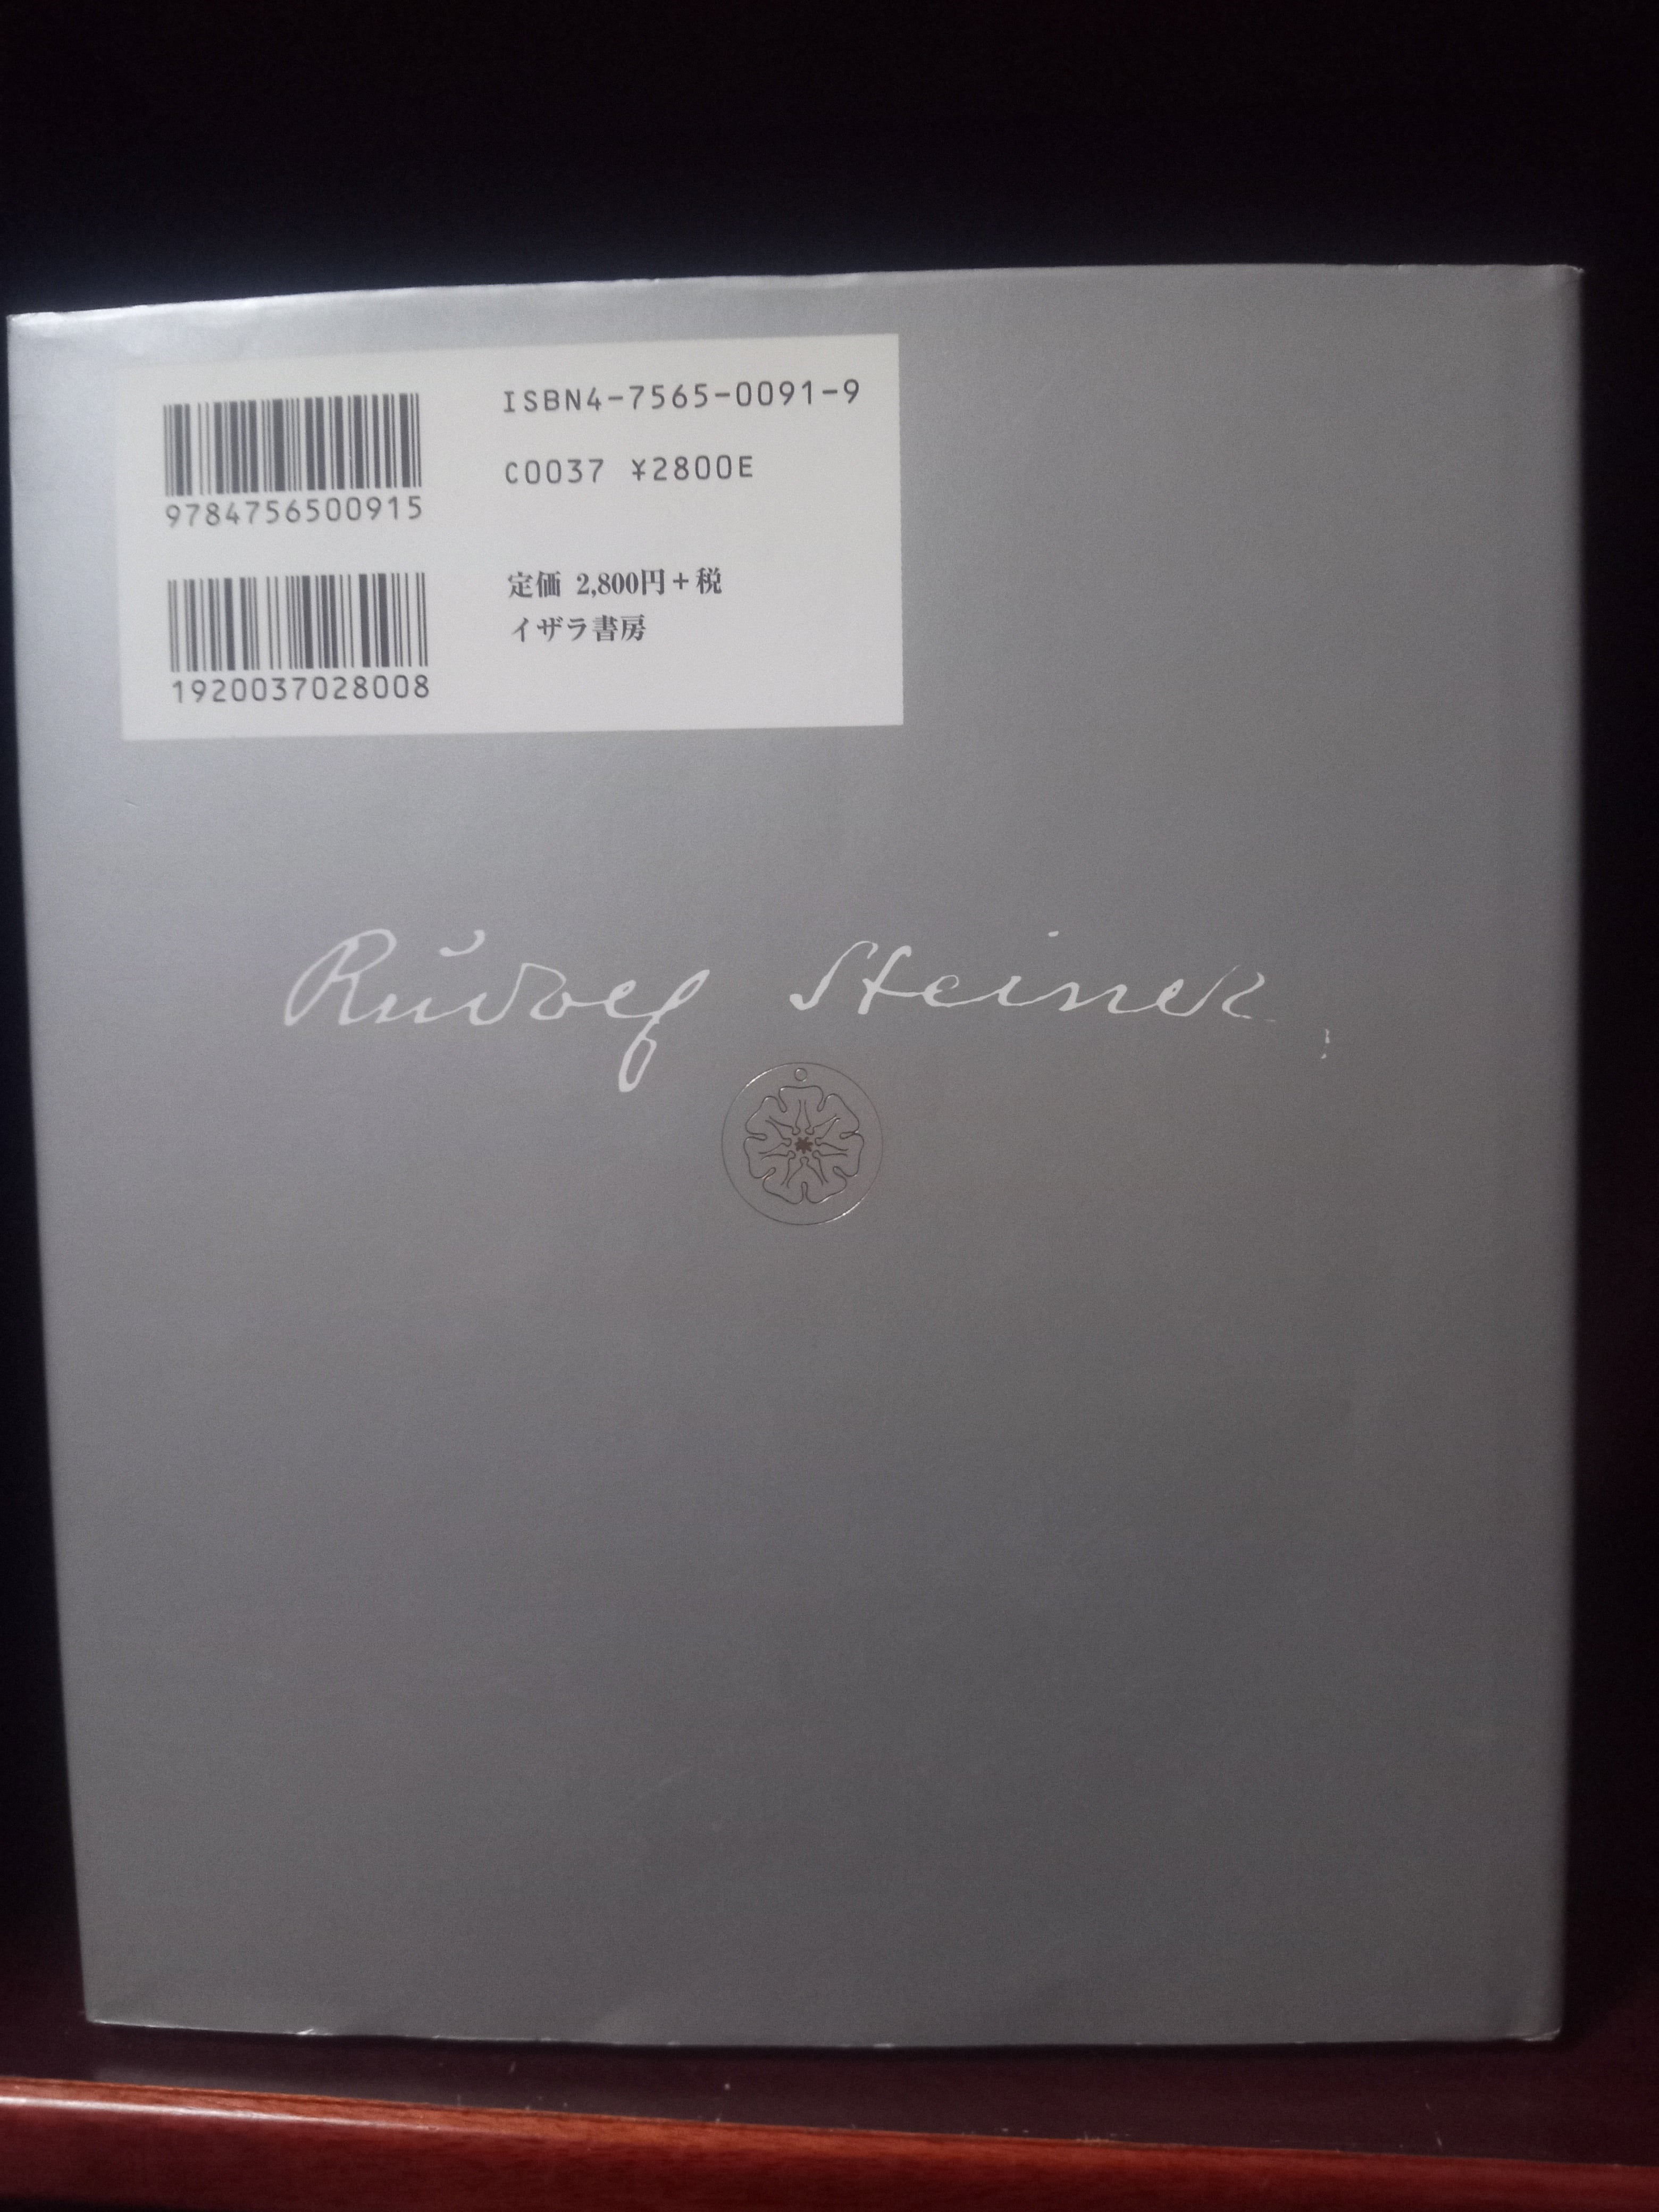 ISBN4-7565-0091-9
C0037 ¥2800E
9784756500915
定価 2,800円+税
イザラ書房
1920037028008
Rudolf Steiner